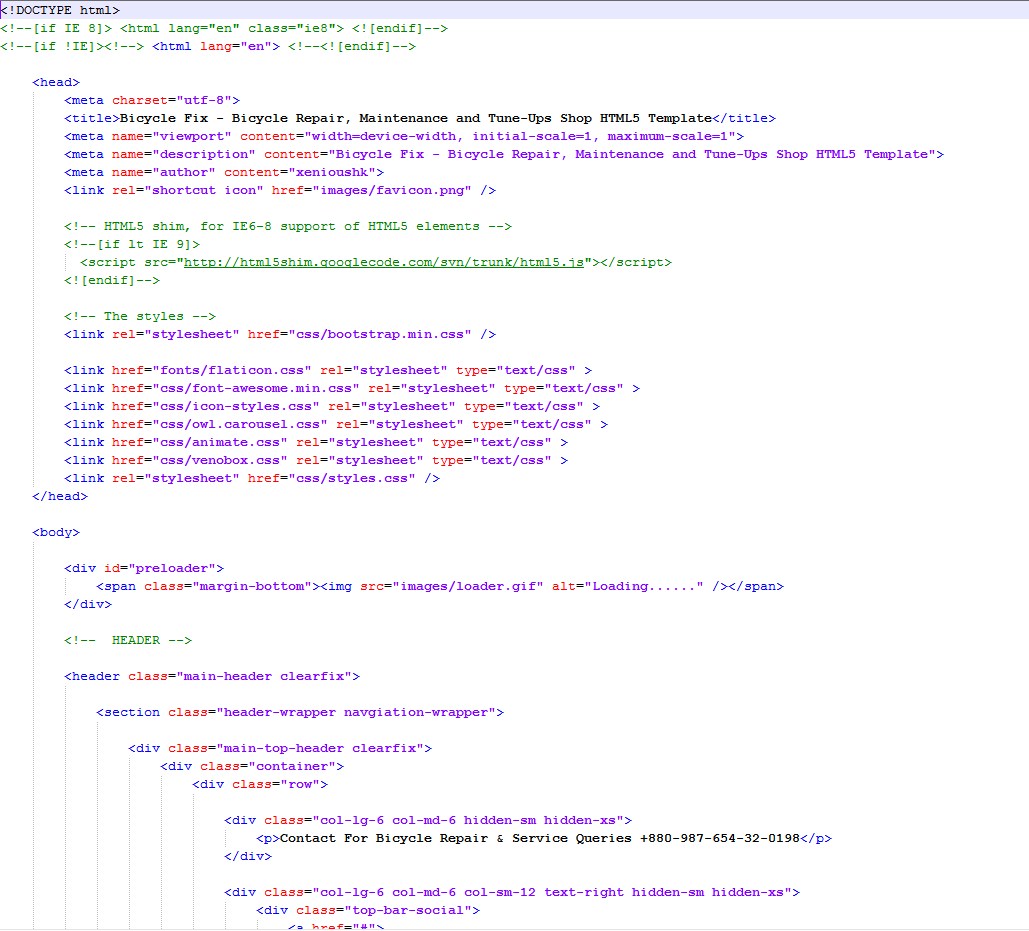 <!DOCTYPE html>
<!--[if IE 8]> <html lang="en" class="ie8"> <![endif]-->
<!--[if !IE]><!--> <html lang="en"> <!--<![endif]-->
<head>
<meta charset="utf-8">
<title>Bicycle Fix - Bicycle Repair, Maintenance and Tune-Ups Shop HTML5 Template</title>
<meta name="viewport" content="width=device-width, initial-scale=1, maximum-scale=1">
<meta name="description" content="Bicycle Fix - Bicycle Repair, Maintenance and Tune-Ups Shop HTML5 Template">
<meta name="author" content="xenioushk">
<link rel="shortcut icon" href="images/favicon.png" />
<!-- HTML5 shim, for IE6-8 support of HTML5 elements -->
<!--[if lt IE 9]>
<script src="http://html5shim.googlecode.com/svn/trunk/html5.js"></script>
<![endif]-->
<!-- The styles -->
<link rel="stylesheet" href="css/bootstrap.min.css" />
<link href="fonts/flaticon.css" rel="stylesheet" type="text/css" >
<link href="css/font-awesome.min.css" rel="stylesheet" type="text/css" >
<link href="css/icon-styles.css" rel="stylesheet" type="text/css" >
<link href="css/owl.carousel.css" rel="stylesheet" type="text/css" >
<link href="css/animate.css" rel="stylesheet" type="text/css" >
<link href="css/venobox.css" rel="stylesheet" type="text/css" >
<link rel="stylesheet" href="css/styles.css" />
</head>
<body>
<div id="preloader">
<span class="margin-bottom"><img src="images/loader.gif" alt="Loading......" /></span>
</div>
<!--  HEADER -->
<header class="main-header clearfix">
<section class="header-wrapper navgiation-wrapper">
<div class="main-top-header clearfix">
<div class="container">
<div class="row">
<div class="col-lg-6 col-md-6 hidden-sm hidden-xs">
<p>Contact For Bicycle Repair & Service Queries +880-987-654-32-0198</p>
</div>
<div class="col-lg-6 col-md-6 col-sm-12 text-right hidden-sm hidden-xs">
<div class="top-bar-social">
<a href="#">